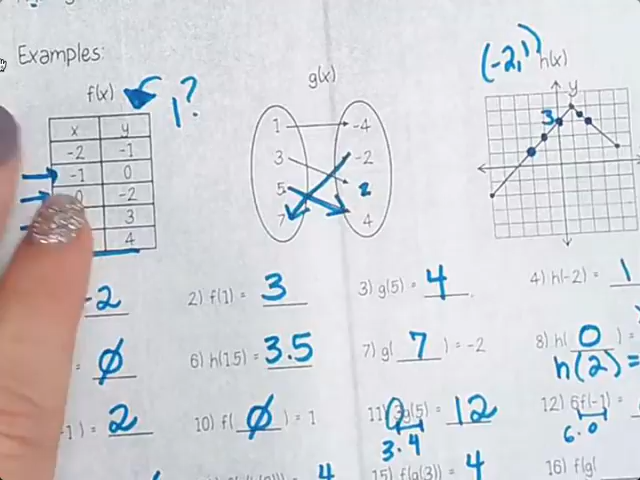 Examples:
(-2,1)
f(x)
1?
g(x)
h(x)
x y
-2 -1
-1 0
0 -2
3
4
1 -4
3 -2
5 2
7 4
y
3
-2
2) f(1) = 3
3) g(5) = 4
4) h(-2) = 1
= Ø
6) h(1.5) = 3.5
7) g( 7 ) = -2
8) h( 0 ) =
h(2) =
-1) = 2
10) f( Ø ) = 1
11) 3g(5) = 12
3.4
12) 6f(-1) =
6.0
4
15) f(g(3)) = 4
16) f(g(